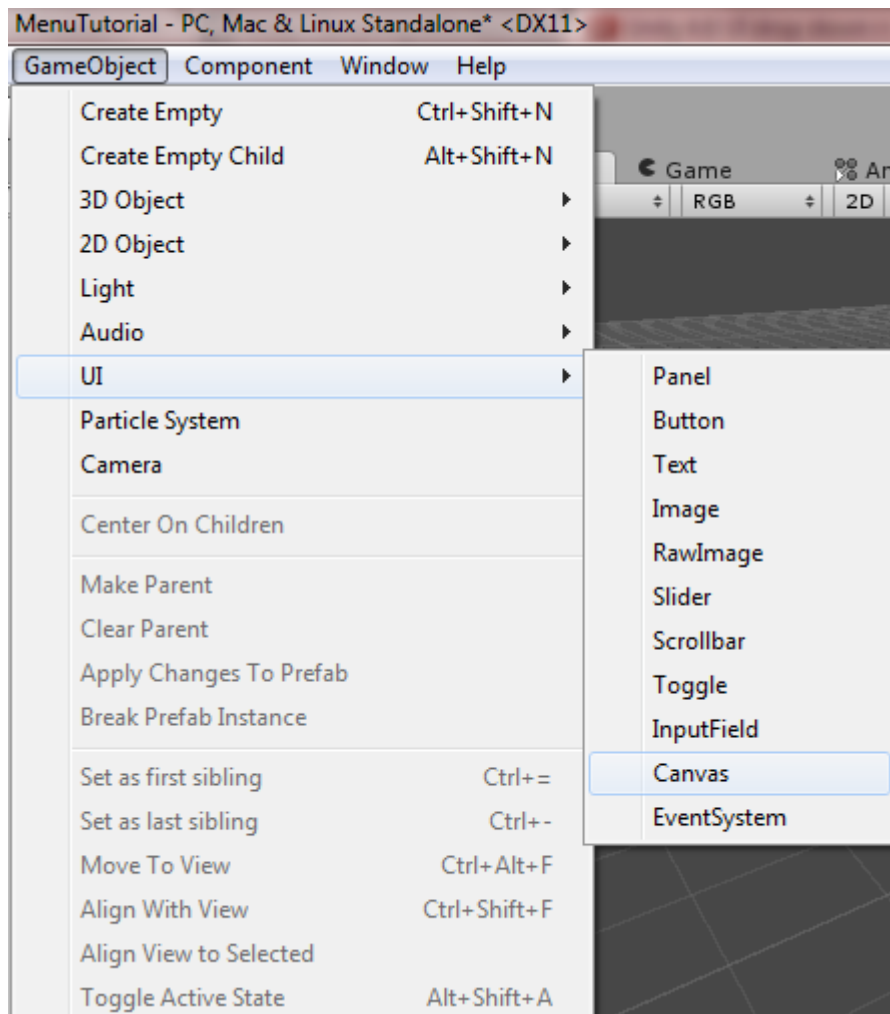 MenuTutorial - PC, Mac & Linux Standalone* <DX11>
GameObject Component Window Help
Create Empty Ctrl+Shift+N
Create Empty Child Alt+Shift+N
Game
3D Object
RGB 2D
2D Object
Light
Audio
UI
Particle System
Camera
Center On Children
Make Parent
Clear Parent
Apply Changes To Prefab
Break Prefab Instance
Set as first sibling Ctrl+=
Set as last sibling Ctrl+-
Move To View Ctrl+Alt+F
Align With View Ctrl+Shift+F
Align View to Selected
Toggle Active State Alt+Shift+A
Panel
Button
Text
Image
RawImage
Slider
Scrollbar
Toggle
InputField
Canvas
EventSystem